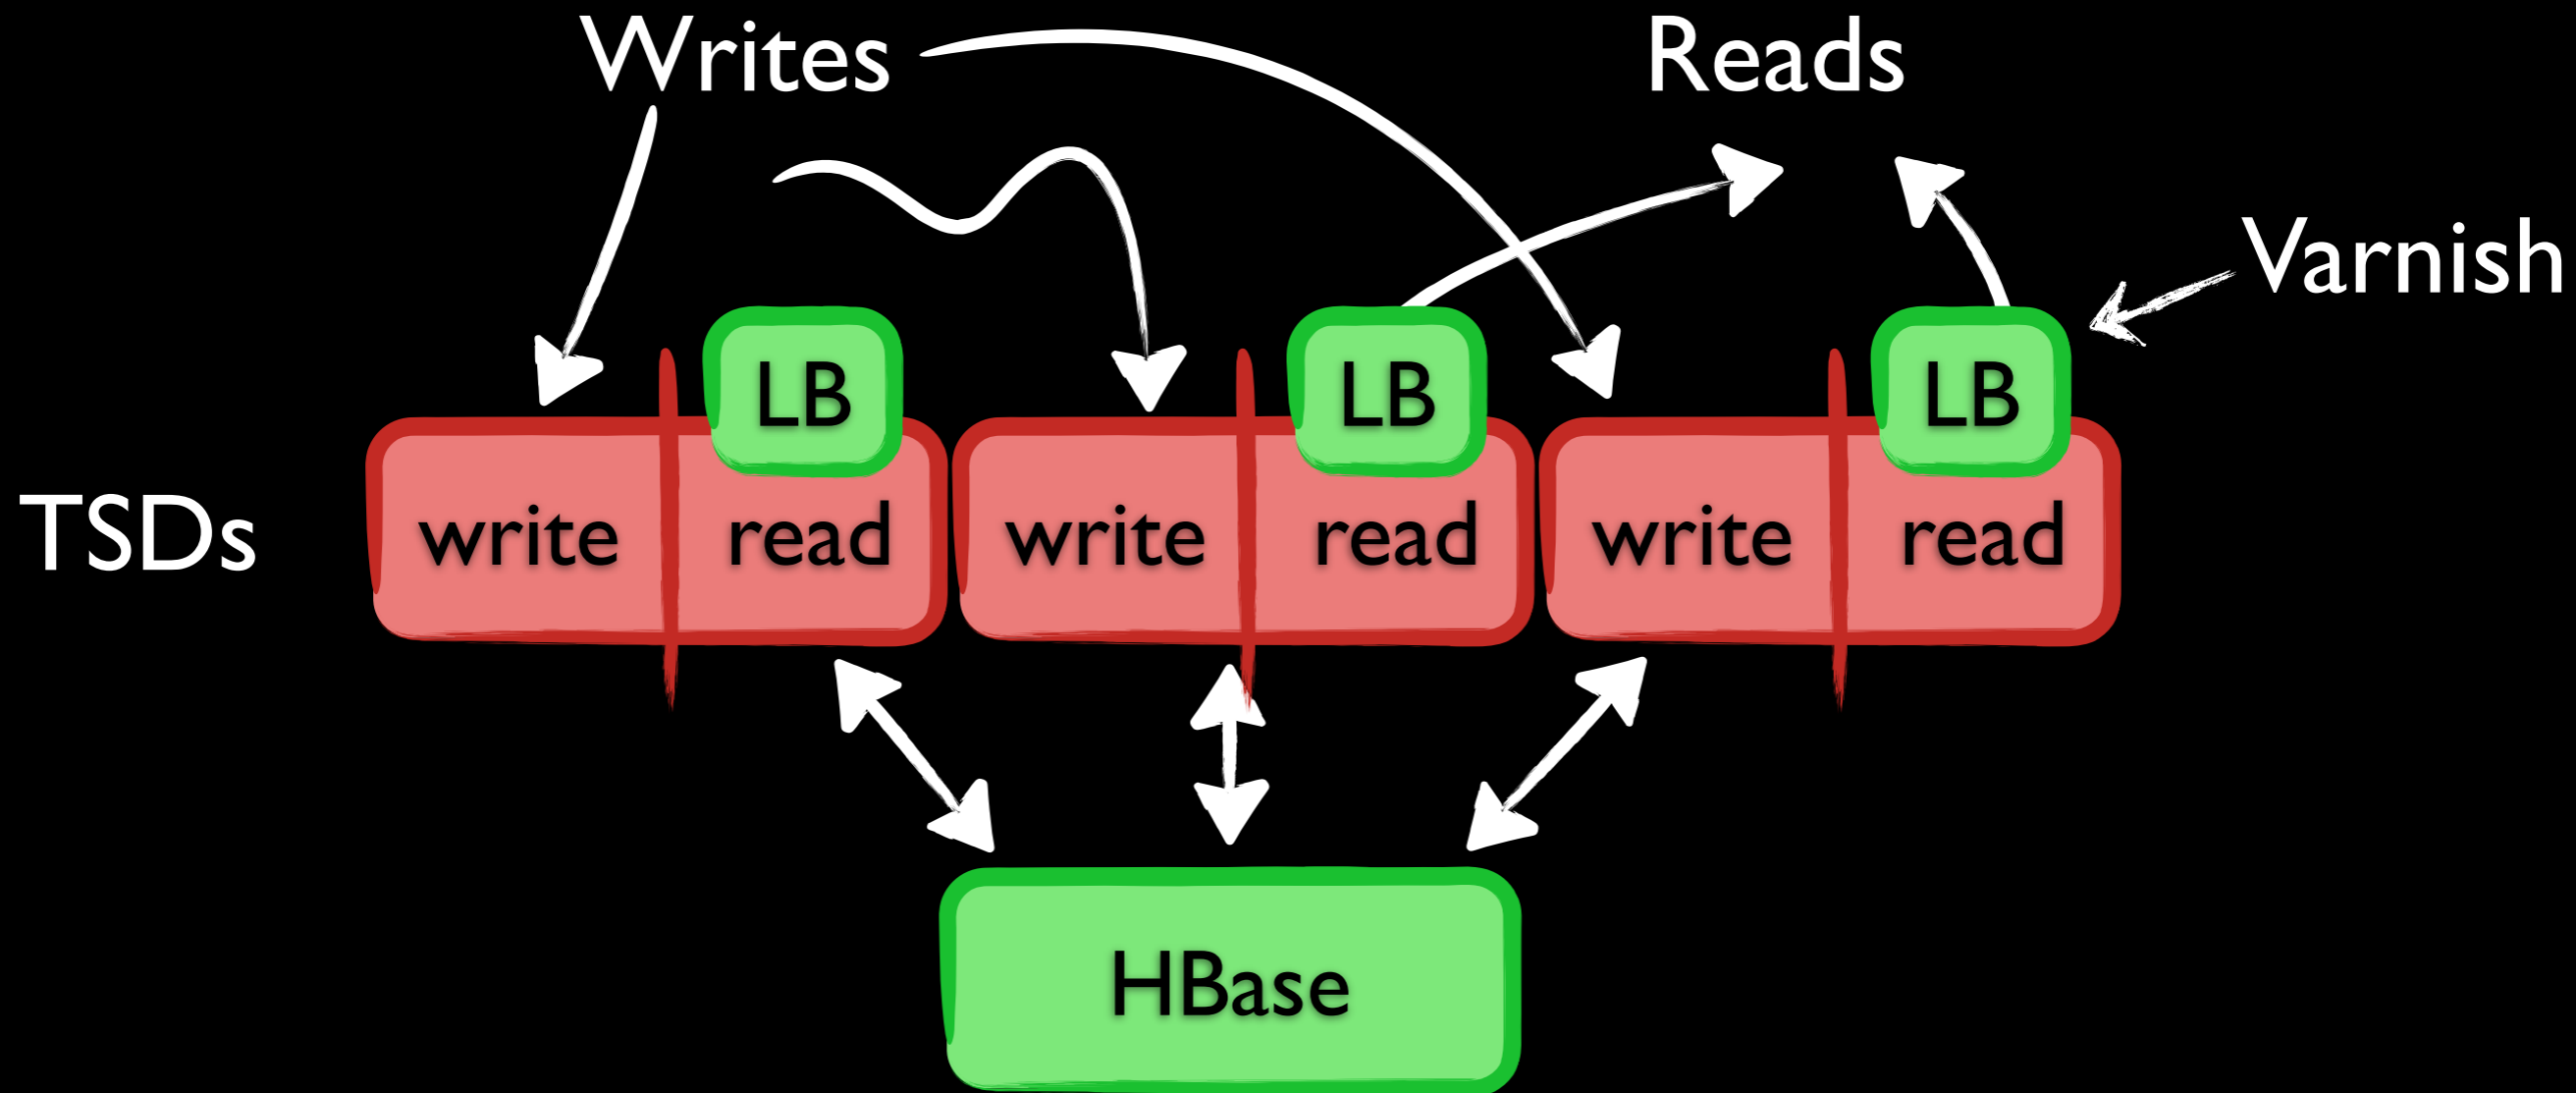 Writes
Reads
Varnish
LB
LB
LB
TSDs
write
read
write
read
write
read
HBase